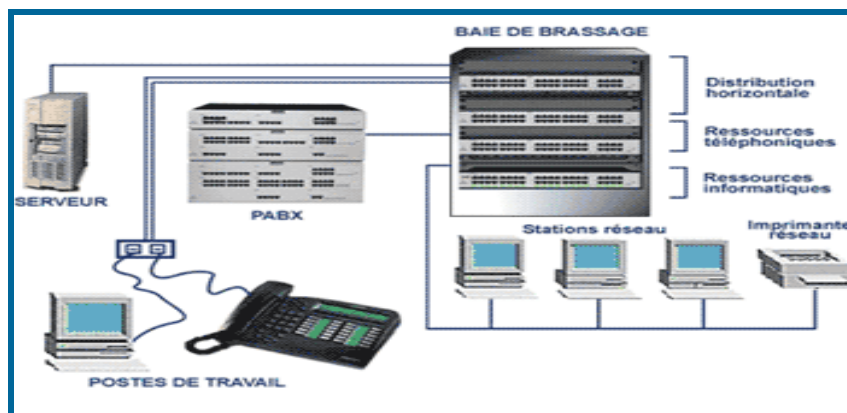 BAIE DE BRASSAGE
Distribution
horizontale
Ressources
téléphoniques
Ressources
informatiques
SERVEUR
PABX
Stations réseau
Imprimante
réseau
POSTES DE TRAVAIL